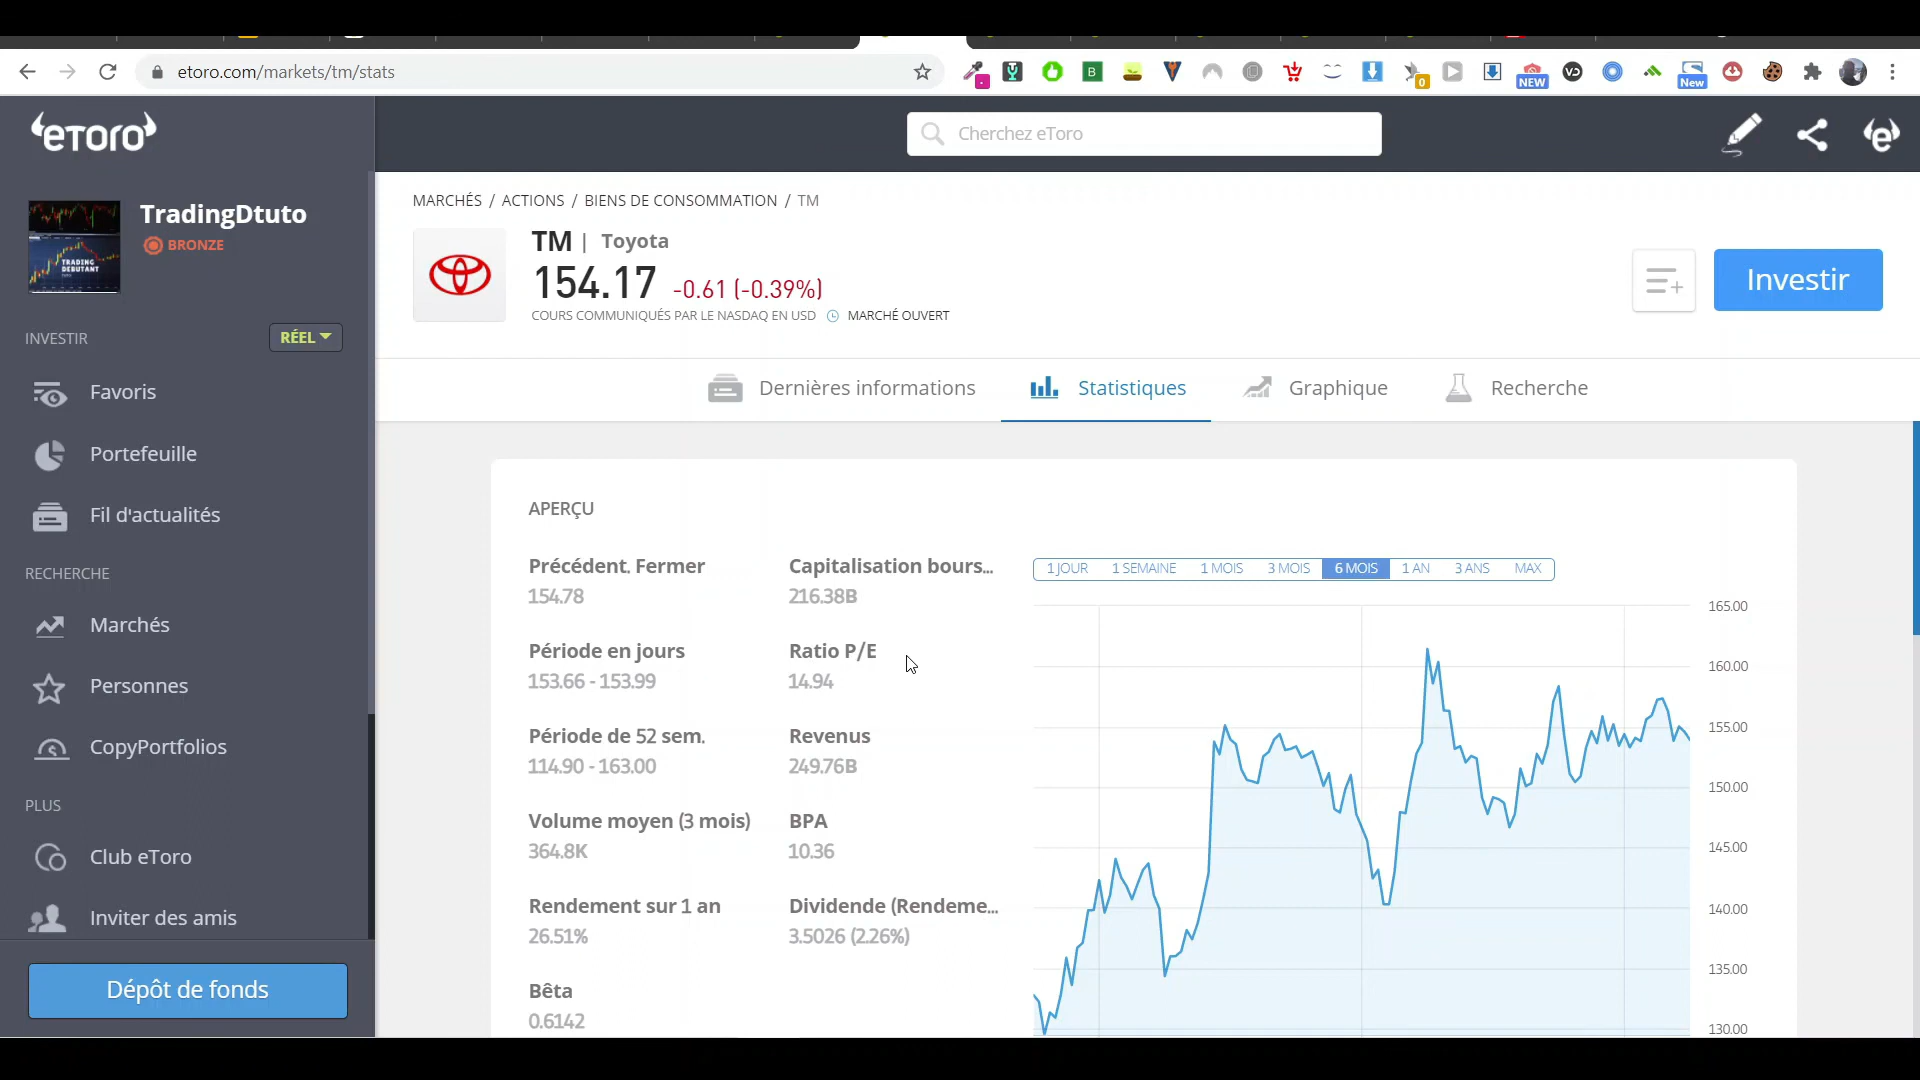 etoro.com/markets/tm/stats
B
0
NEW
New
eTORO
Cherchez eToro
TradingDtuto
BRONZE
TRADING
DEBUTANT
INVESTIR
RÉEL
Favoris
Portefeuille
Fil d'actualités
RECHERCHE
Marchés
Personnes
CopyPortfolios
PLUS
Club eToro
Inviter des amis
Dépôt de fonds
MARCHÉS / ACTIONS / BIENS DE CONSOMMATION / TM
TM | Toyota
154.17 -0.61 (-0.39%)
COURS COMMUNIQUÉS PAR LE NASDAQ EN USD MARCHÉ OUVERT
Investir
Dernières informations
Statistiques
Graphique
Recherche
APERÇU
Précédent. Fermer
154.78
Période en jours
153.66 - 153.99
Période de 52 sem.
114.90 - 163.00
Volume moyen (3 mois)
364.8K
Rendement sur 1 an
26.51%
Bêta
0.6142
Capitalisation bours...
216.38B
Ratio P/E
14.94
Revenus
249.76B
BPA
10.36
Dividende (Rendeme...
3.5026 (2.26%)
1 JOUR 1 SEMAINE 1 MOIS 3 MOIS 6 MOIS 1 AN 3 ANS MAX
165.00
160.00
155.00
150.00
145.00
140.00
135.00
130.00